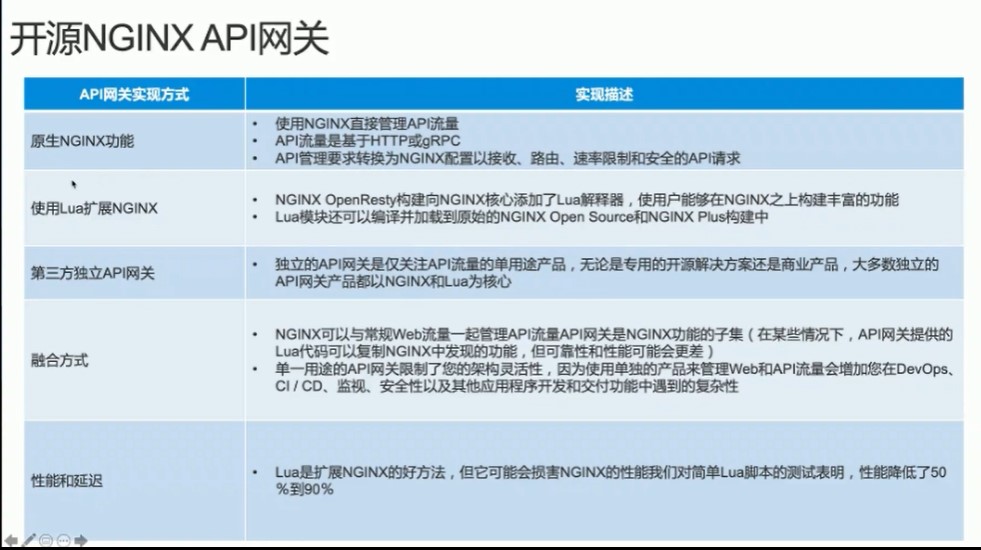 开源NGINX API网关
API网关实现方式
实现描述
原生NGINX功能
• 使用NGINX直接管理API流量
• API流量是基于HTTP或gRPC
• API管理要求转换为NGINX配置以接收、路由、速率限制和安全的API请求
使用Lua扩展NGINX
• NGINX OpenResty构建向NGINX核心添加了Lua解释器，使用户能够在NGINX之上构建丰富的功能
• Lua模块还可以编译并加载到原始的NGINX Open Source和NGINX Plus构建中
第三方独立API网关
• 独立的API网关是仅关注API流量的单用途产品，无论是专用的开源解决方案还是商业产品，大多数独立的
API网关产品都以NGINX和Lua为核心
融合方式
• NGINX可以与常规Web流量一起管理API流量API网关是NGINX功能的子集（在某些情况下，API网关提供的
Lua代码可以复制NGINX中发现的功能，但可靠性和性能可能会更差）
• 单一用途的API网关限制了您的架构灵活性，因为使用单独的产品来管理Web和API流量会增加您在DevOps、
CI / CD、监视、安全性以及其他应用程序开发和交付功能中遇到的复杂性
性能和延迟
• Lua是扩展NGINX的好方法，但它可能会损害NGINX的性能我们对简单Lua脚本的测试表明，性能降低了50
%到90%